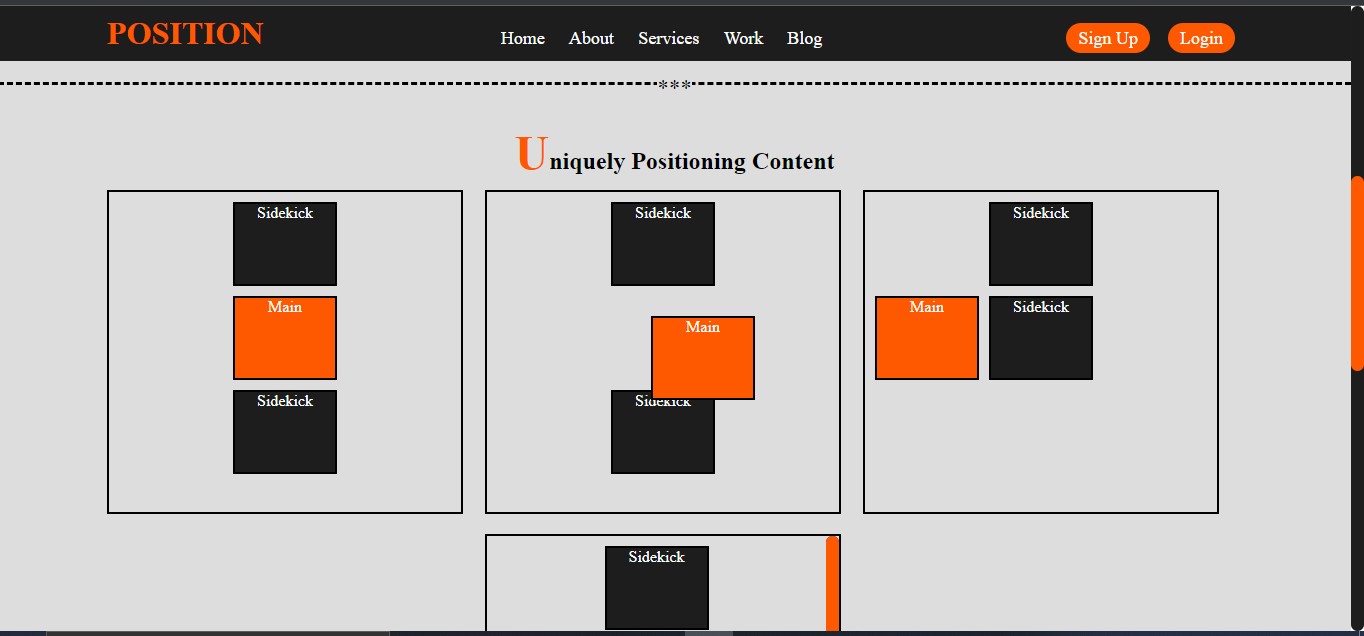 POSITION
Home About Services Work Blog
Sign Up Login
***
Uniquely Positioning Content
Sidekick
Main
Sidekick
Sidekick
Main
Sidekick
Sidekick
Main Sidekick
Sidekick